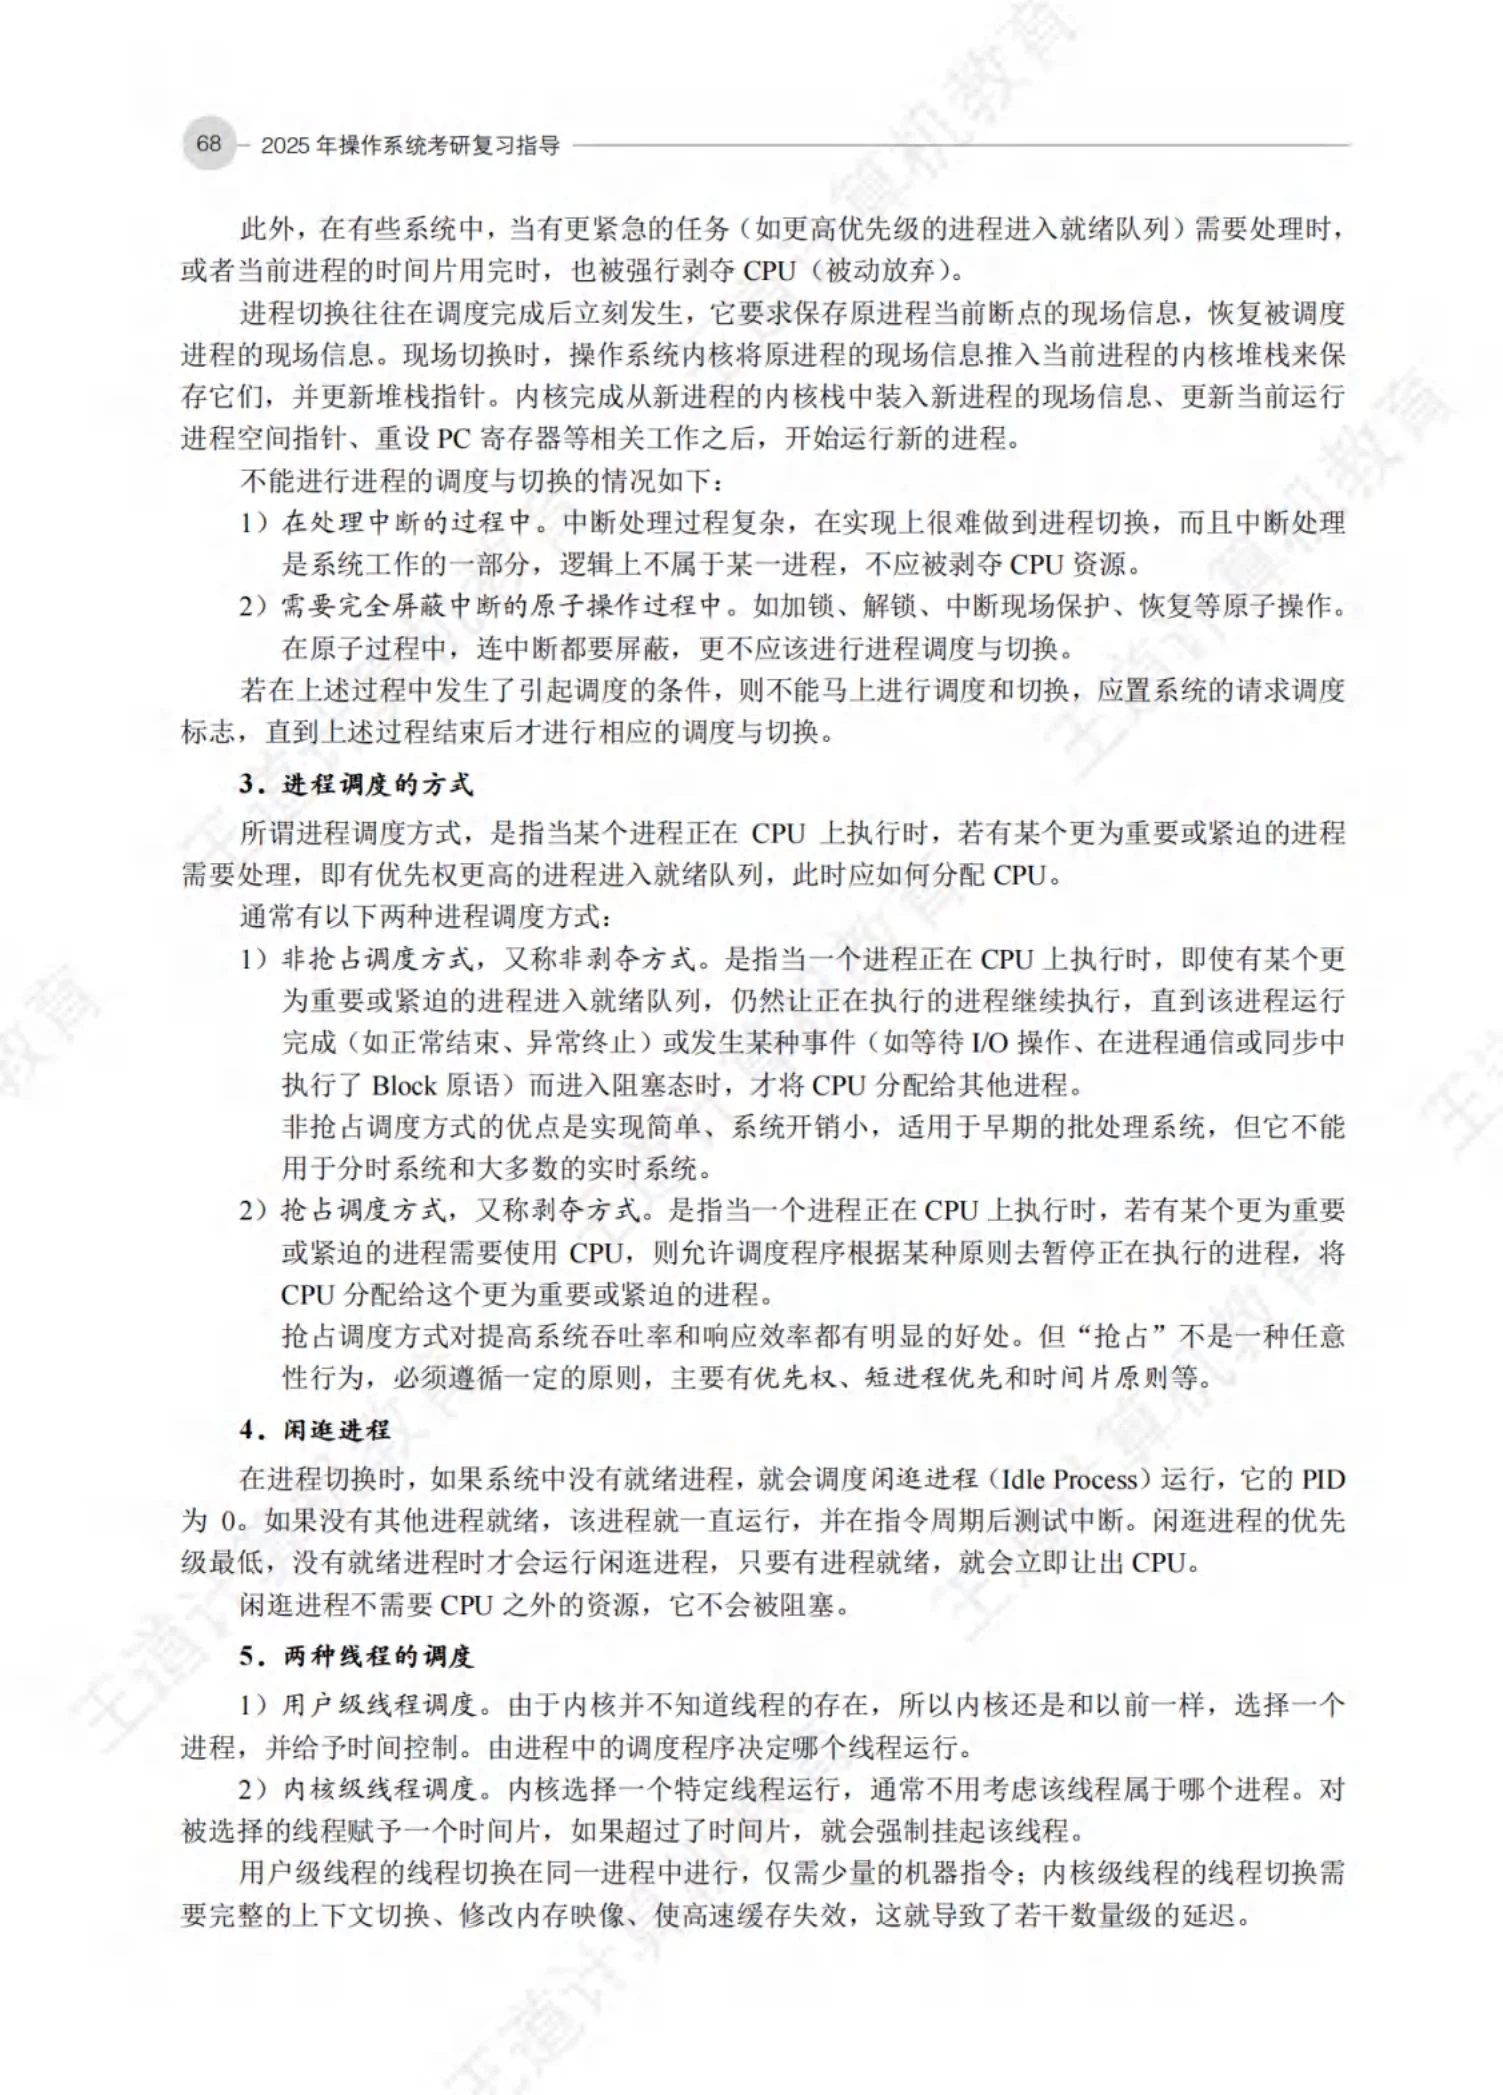 68 2025 年操作系统考研复习指导
此外，在有些系统中，当有更紧急的任务（如更高优先级的进程进入就绪队列）需要处理时，
或者当前进程的时间片用完时，也被强行剥夺 CPU（被动放弃）。
进程切换往往在调度完成后立刻发生，它要求保存原进程当前断点的现场信息，恢复被调度
进程的现场信息。现场切换时，操作系统内核将原进程的现场信息推入当前进程的内核堆栈来保
存它们，并更新堆栈指针。内核完成从新进程的内核栈中装入新进程的现场信息、更新当前运行
进程空间指针、重设 PC 寄存器等相关工作之后，开始运行新的进程。
不能进行进程的调度与切换的情况如下：
1）在处理中断的过程中。中断处理过程复杂，在实现上很难做到进程切换，而且中断处理
是系统工作的一部分，逻辑上不属于某一进程，不应被剥夺 CPU 资源。
2）需要完全屏蔽中断的原子操作过程中。如加锁、解锁、中断现场保护、恢复等原子操作。
在原子过程中，连中断都要屏蔽，更不应该进行进程调度与切换。
若在上述过程中发生了引起调度的条件，则不能马上进行调度和切换，应置系统的请求调度
标志，直到上述过程结束后才进行相应的调度与切换。
3．进程调度的方式
所谓进程调度方式，是指当某个进程正在 CPU 上执行时，若有某个更为重要或紧迫的进程
需要处理，即有优先权更高的进程进入就绪队列，此时应如何分配 CPU。
通常有以下两种进程调度方式：
1）非抢占调度方式，又称非剥夺方式。是指当一个进程正在 CPU 上执行时，即使有某个更
为重要或紧迫的进程进入就绪队列，仍然让正在执行的进程继续执行，直到该进程运行
完成（如正常结束、异常终止）或发生某种事件（如等待 I/O 操作、在进程通信或同步中
执行了 Block 原语）而进入阻塞态时，才将 CPU 分配给其他进程。
非抢占调度方式的优点是实现简单、系统开销小，适用于早期的批处理系统，但它不能
用于分时系统和大多数的实时系统。
2）抢占调度方式，又称剥夺方式。是指当一个进程正在 CPU 上执行时，若有某个更为重要
或紧迫的进程需要使用 CPU，则允许调度程序根据某种原则去暂停正在执行的进程，将
CPU 分配给这个更为重要或紧迫的进程。
抢占调度方式对提高系统吞吐率和响应效率都有明显的好处。但“抢占”不是一种任意
性行为，必须遵循一定的原则，主要有优先权、短进程优先和时间片原则等。
4．闲逛进程
在进程切换时，如果系统中没有就绪进程，就会调度闲逛进程（Idle Process）运行，它的 PID
为 0。如果没有其他进程就绪，该进程就一直运行，并在指令周期后测试中断。闲逛进程的优先
级最低，没有就绪进程时才会运行闲逛进程，只要有进程就绪，就会立即让出 CPU。
闲逛进程不需要 CPU 之外的资源，它不会被阻塞。
5．两种线程的调度
1）用户级线程调度。由于内核并不知道线程的存在，所以内核还是和以前一样，选择一个
进程，并给予时间控制。由进程中的调度程序决定哪个线程运行。
2）内核级线程调度。内核选择一个特定线程运行，通常不用考虑该线程属于哪个进程。对
被选择的线程赋予一个时间片，如果超过了时间片，就会强制挂起该线程。
用户级线程的线程切换在同一进程中进行，仅需少量的机器指令；内核级线程的线程切换需
要完整的上下文切换、修改内存映像、使高速缓存失效，这就导致了若干数量级的延迟。
王道计算机教育
王道计算机教育
王道计算机教育
王道计算机教育
王道计算机教育
王道计算机教育
王道计算机教育